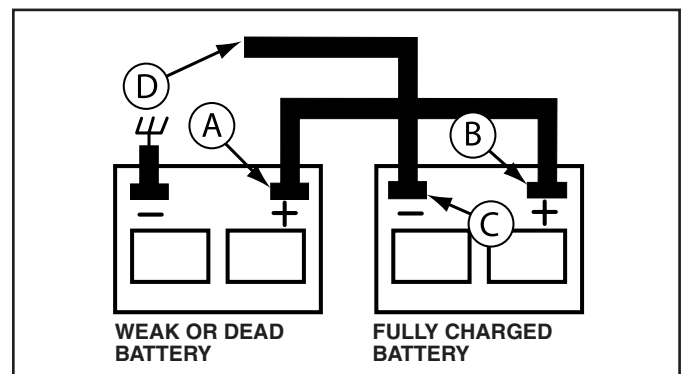 D
A
B
C
− + − +
WEAK OR DEAD
BATTERY
FULLY CHARGED
BATTERY